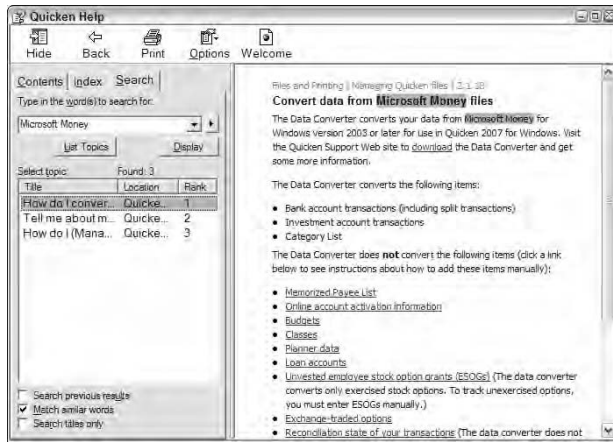 Quicken Help
Hide Back Print Options Welcome
Contents Index Search
Type in the word(s) to search for:
Microsoft Money
List Topics Display
Select topic: Found: 3
Title Location Rank
How do I conver... Quicke... 1
Tell me about m... Quicke... 2
How do I (Mana... Quicke... 3
Search previous results
Match similar words
Search titles only
Files and Printing | Managing Quicken files |
Convert data from Microsoft Money files
The Data Converter converts your data from Microsoft Money for
Windows version 2003 or later for use in Quicken 2007 for Windows. Visit
the Quicken Support Web site to download the Data Converter and get
some more information.
The Data Converter converts the following items:
• Bank account transactions (including split transactions)
• Investment account transactions
• Category List
The Data Converter does not convert the following items (click a link
below to see instructions about how to add these items manually):
• Memorized Payee List
• Online account activation information
• Budgets
• Classes
• Planner data
• Loan accounts
• Unvested employee stock option grants (ESOGs) (The data converter
converts only exercised stock options. To track unexercised options,
you must enter ESOGs manually.)
• Exchange-traded options
• Reconciliation state of your transactions (The data converter does not